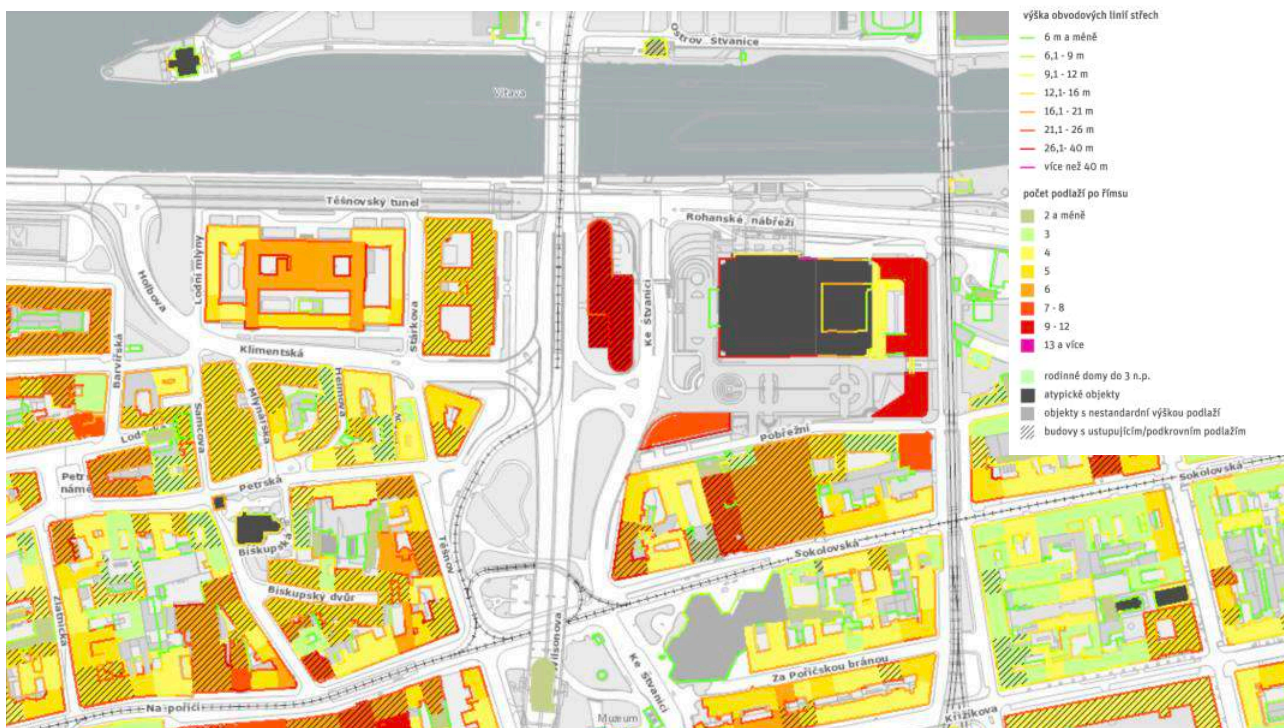 výška obvodových linií střech
6 m a méně
6,1 - 9 m
9,1 - 12 m
12,1- 16 m
16,1 - 21 m
21,1 - 26 m
26,1- 40 m
více než 40 m
počet podlaží po římsu
2 a méně
3
4
5
6
7 - 8
9 - 12
13 a více
rodinné domy do 3 n.p.
atypické objekty
objekty s nestandardní výškou podlaží
budovy s ustupujícím/podkrovním podlažím
Ostrov Štvanice
Vltava
Těšnovský tunel
Rohanské nábřeží
Lodní mlýny
Holbova
Stárkova
Ke Štvanici
Klimentská
Barvířská
Samcova
Mlynářská
Helmova
Lodecká
Pobřežní
Petrská
Biskupská
Těšnov
Sokolovská
Sokolovská
Biskupský dvůr
Zlatnická
Wilsonova
Ke Štvanici
Za Poříčskou bránou
Na poříčí
Muzeum
Křižíkova